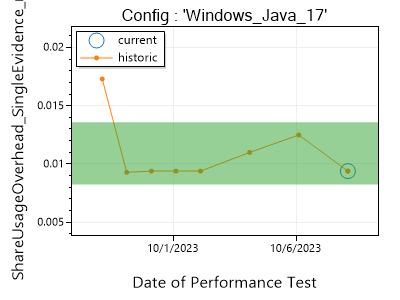 Config : 'Windows_Java_17'
current
historic
0.02
0.015
0.01
0.005
10/1/2023
10/6/2023
Date of Performance Test
ShareUsageOverhead_SingleEvidence_